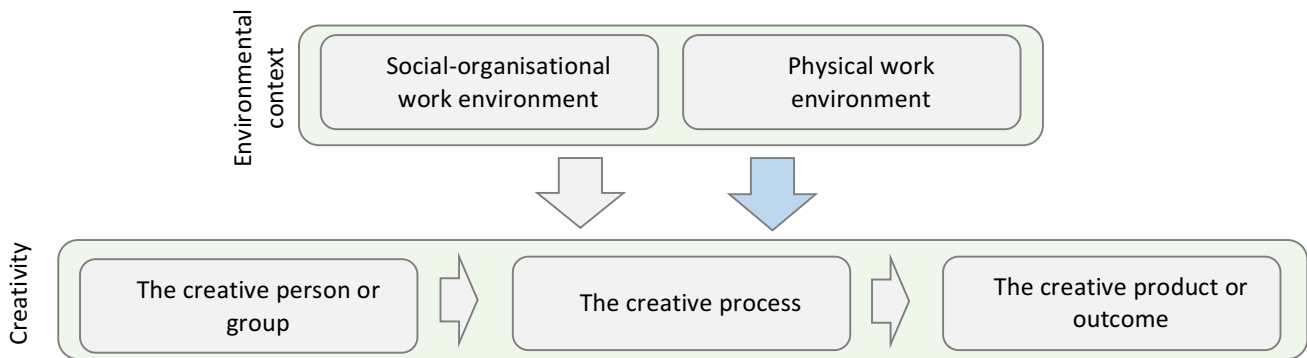 Environmental
context
Social-organisational
work environment
Physical work
environment
Creativity
The creative person or
group
The creative process
The creative product or
outcome